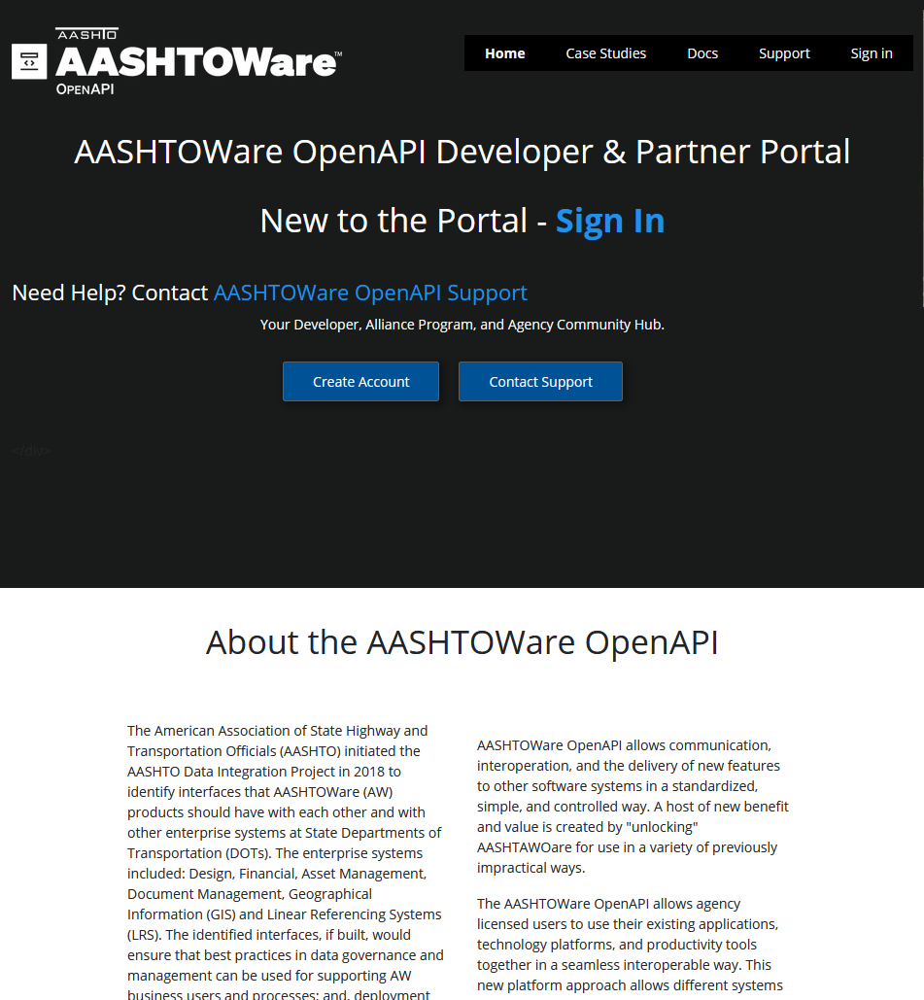 AASHTO
AASHTOWare™
OPENAPI
Home Case Studies Docs Support Sign in
AASHTOWare OpenAPI Developer & Partner Portal
New to the Portal - Sign In
Need Help? Contact AASHTOWare OpenAPI Support
Your Developer, Alliance Program, and Agency Community Hub.
Create Account Contact Support
</div>
About the AASHTOWare OpenAPI
The American Association of State Highway and
Transportation Officials (AASHTO) initiated the
AASHTO Data Integration Project in 2018 to
identify interfaces that AASHTOWare (AW)
products should have with each other and with
other enterprise systems at State Departments of
Transportation (DOTs). The enterprise systems
included: Design, Financial, Asset Management,
Document Management, Geographical
Information (GIS) and Linear Referencing Systems
(LRS). The identified interfaces, if built, would
ensure that best practices in data governance and
management can be used for supporting AW
business users and processes; and, deployment
AASHTOWare OpenAPI allows communication,
interoperation, and the delivery of new features
to other software systems in a standardized,
simple, and controlled way. A host of new benefit
and value is created by "unlocking"
AASHTAWOare for use in a variety of previously
impractical ways.
The AASHTOWare OpenAPI allows agency
licensed users to use their existing applications,
technology platforms, and productivity tools
together in a seamless interoperable way. This
new platform approach allows different systems